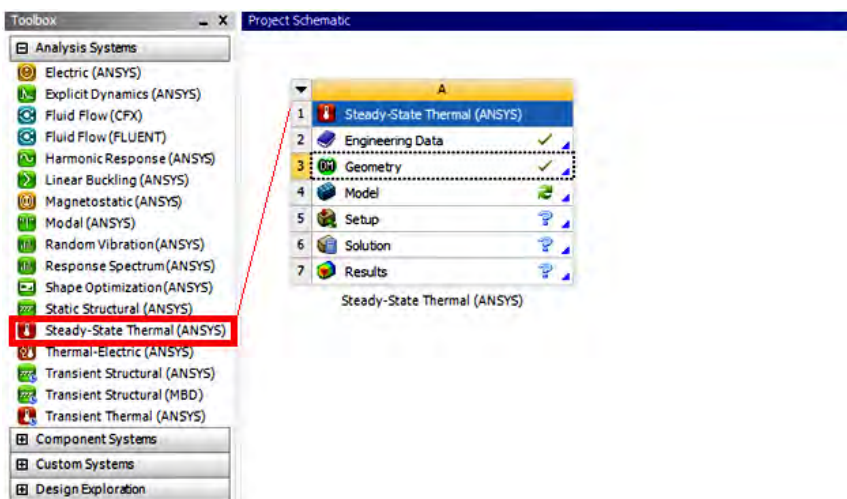 Toolbox
Project Schematic
Analysis Systems
Electric (ANSYS)
Explicit Dynamics (ANSYS)
Fluid Flow (CFX)
Fluid Flow (FLUENT)
Harmonic Response (ANSYS)
Linear Buckling (ANSYS)
Magnetostatic (ANSYS)
Modal (ANSYS)
Random Vibration (ANSYS)
Response Spectrum (ANSYS)
Shape Optimization (ANSYS)
Static Structural (ANSYS)
Steady-State Thermal (ANSYS)
Thermal-Electric (ANSYS)
Transient Structural (ANSYS)
Transient Structural (MBD)
Transient Thermal (ANSYS)
Component Systems
Custom Systems
Design Exploration
A
1 Steady-State Thermal (ANSYS)
2 Engineering Data
3 DM Geometry
4 Model
5 Setup
6 Solution
7 Results
Steady-State Thermal (ANSYS)